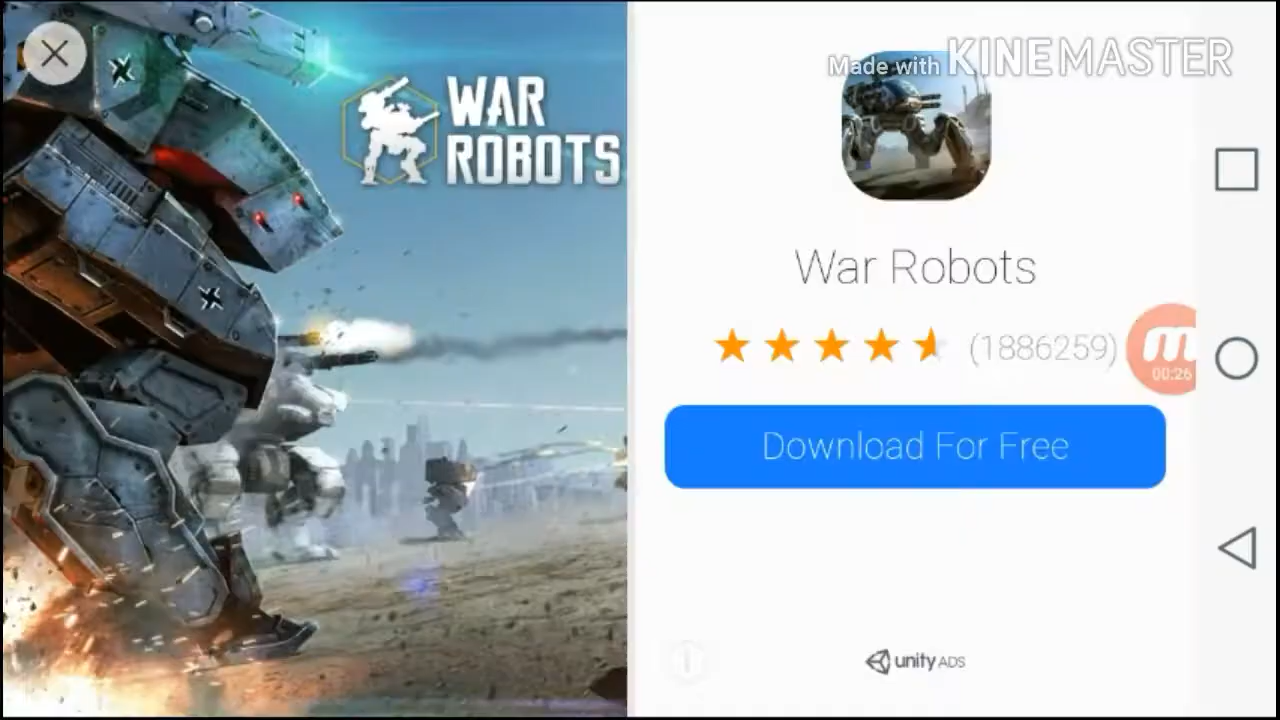 Made with KINEMASTER
WAR
ROBOTS
War Robots
(1886259)
m
00:26
Download For Free
unity ADS